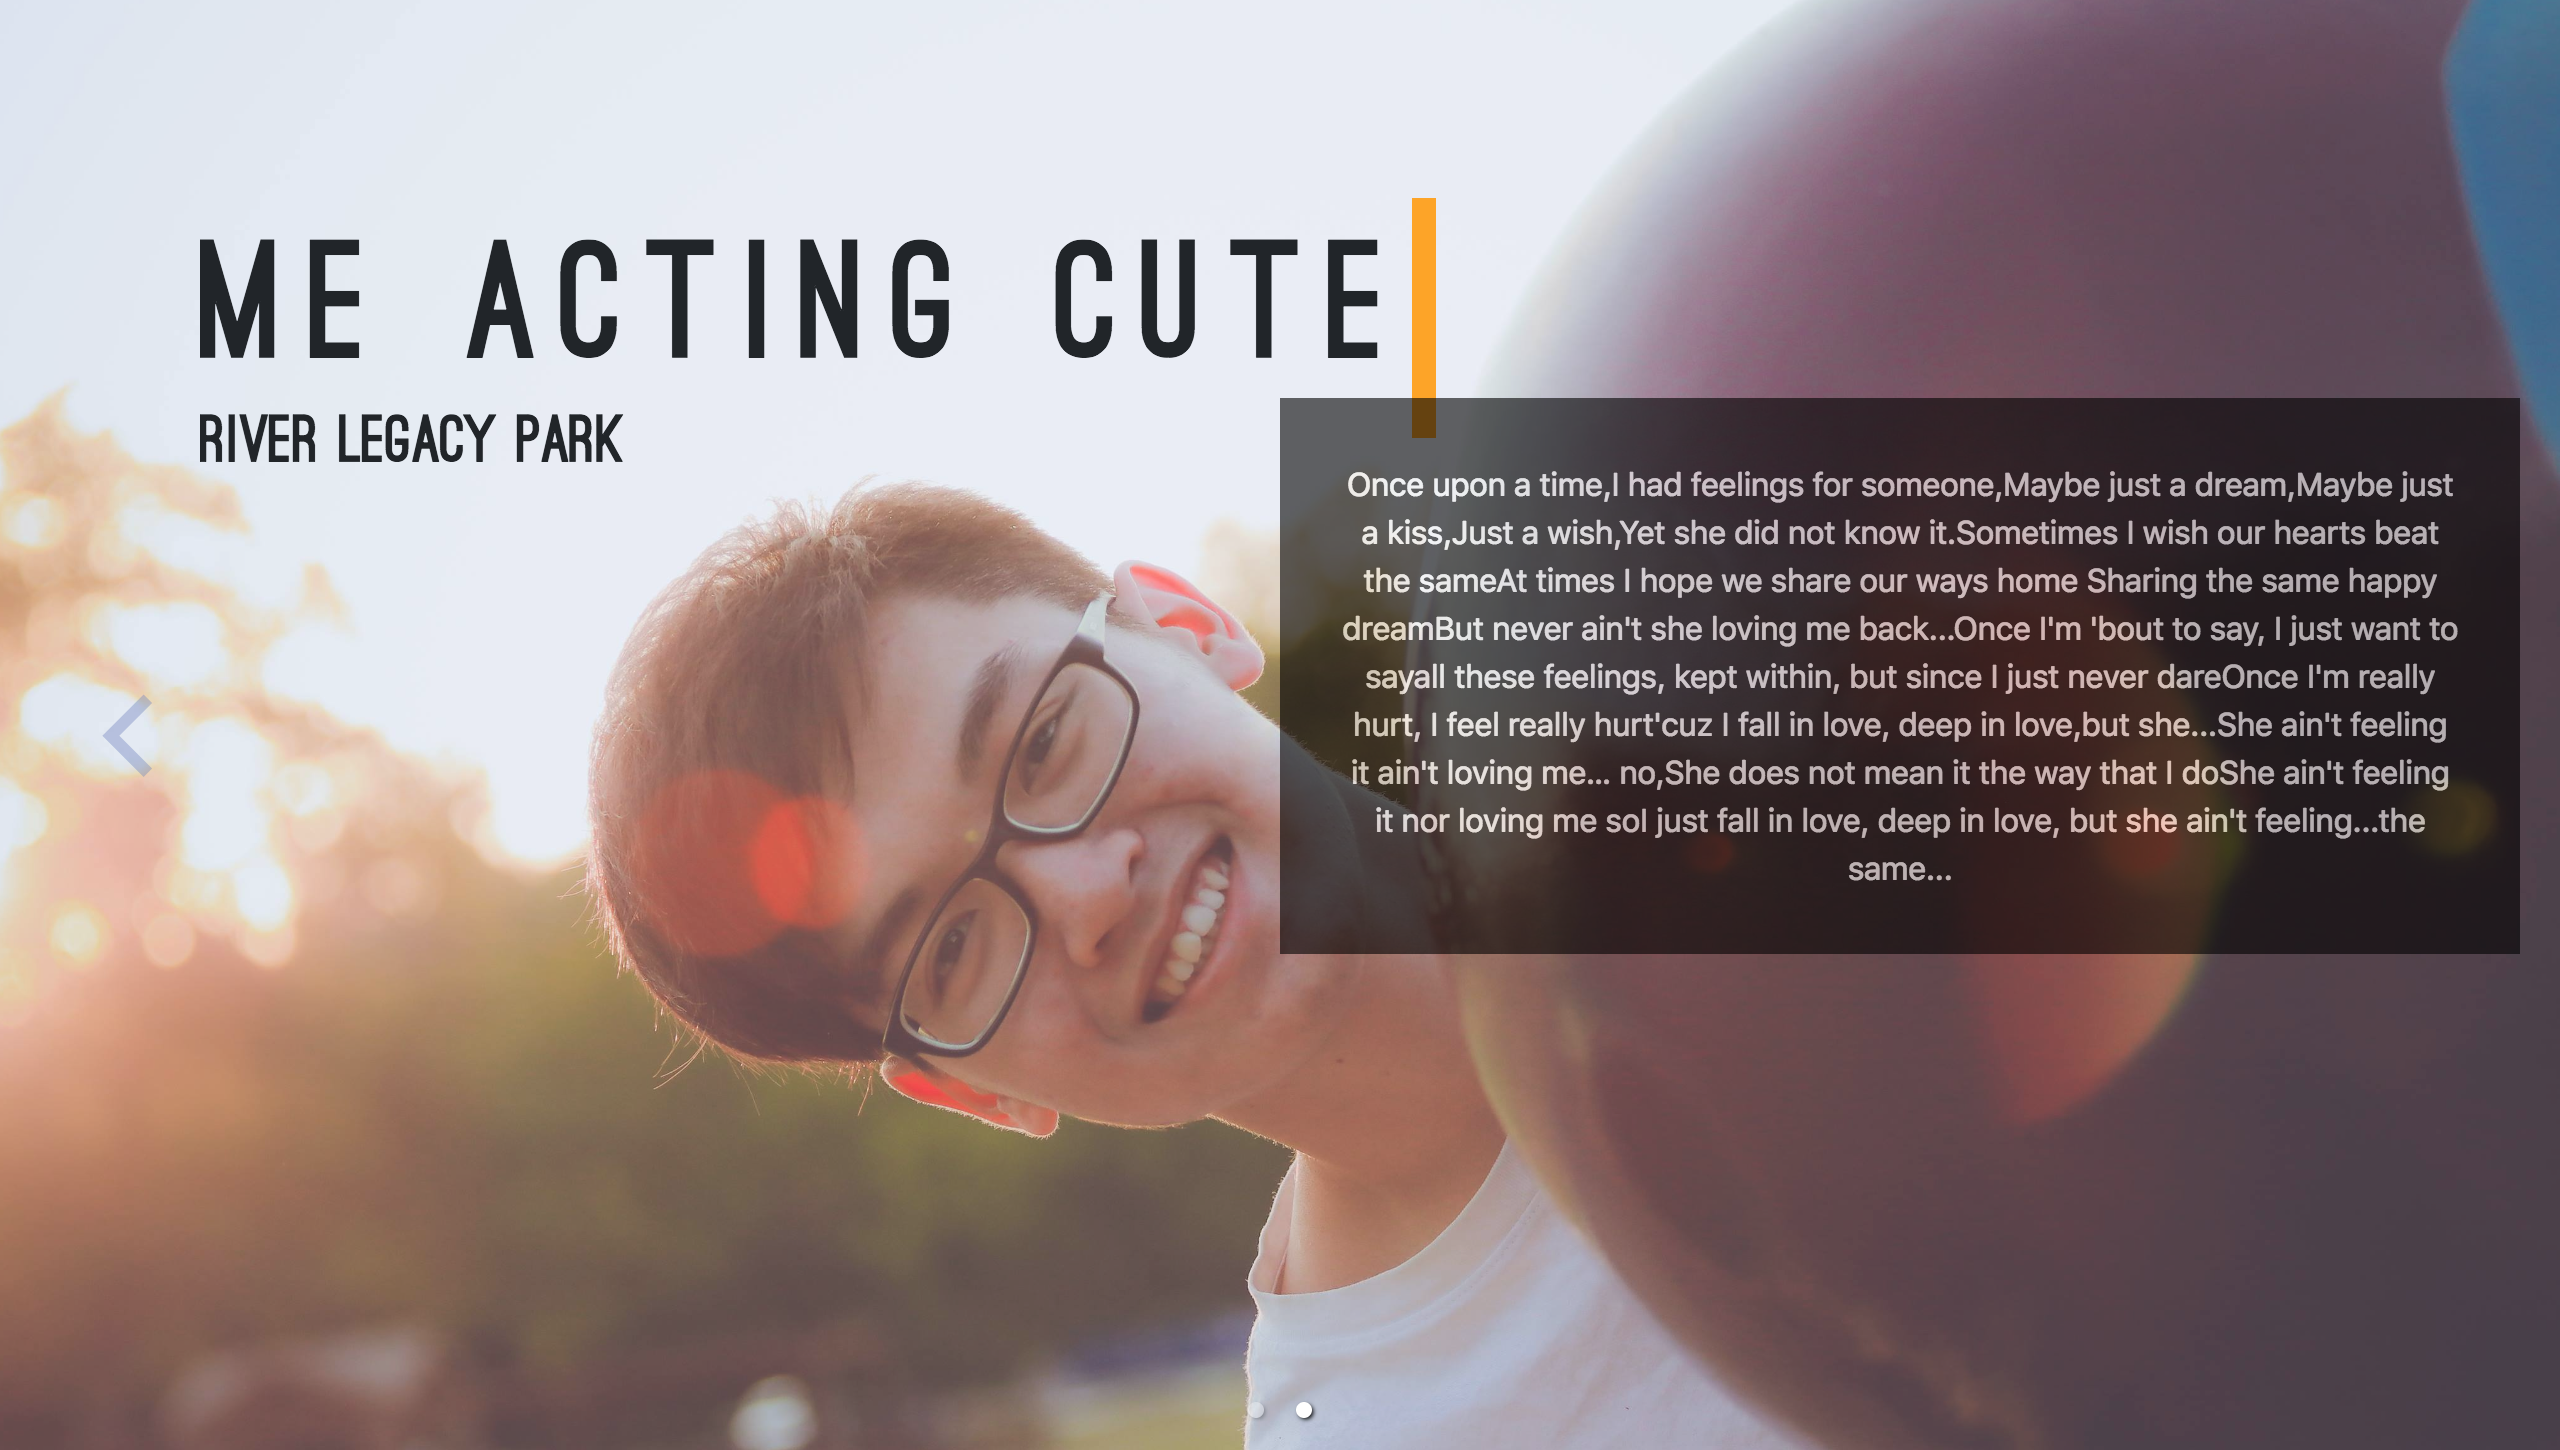 ME ACTING CUTE
RIVER LEGACY PARK
Once upon a time,I had feelings for someone,Maybe just a dream,Maybe just
a kiss,Just a wish,Yet she did not know it.Sometimes I wish our hearts beat
the sameAt times I hope we share our ways home Sharing the same happy
dreamBut never ain't she loving me back...Once I'm 'bout to say, I just want to
sayall these feelings, kept within, but since I just never dareOnce I'm really
hurt, I feel really hurt'cuz I fall in love, deep in love,but she...She ain't feeling
it ain't loving me... no,She does not mean it the way that I doShe ain't feeling
it nor loving me soI just fall in love, deep in love, but she ain't feeling...the
same...